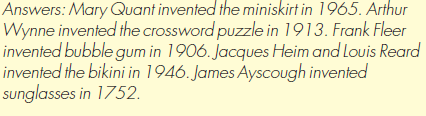 Answers: Mary Quant invented the miniskirt in 1965. Arthur
Wynne invented the crossword puzzle in 1913. Frank Fleer
invented bubble gum in 1906. Jacques Heim and Louis Reard
invented the bikini in 1946. James Ayscough invented
sunglasses in 1752.